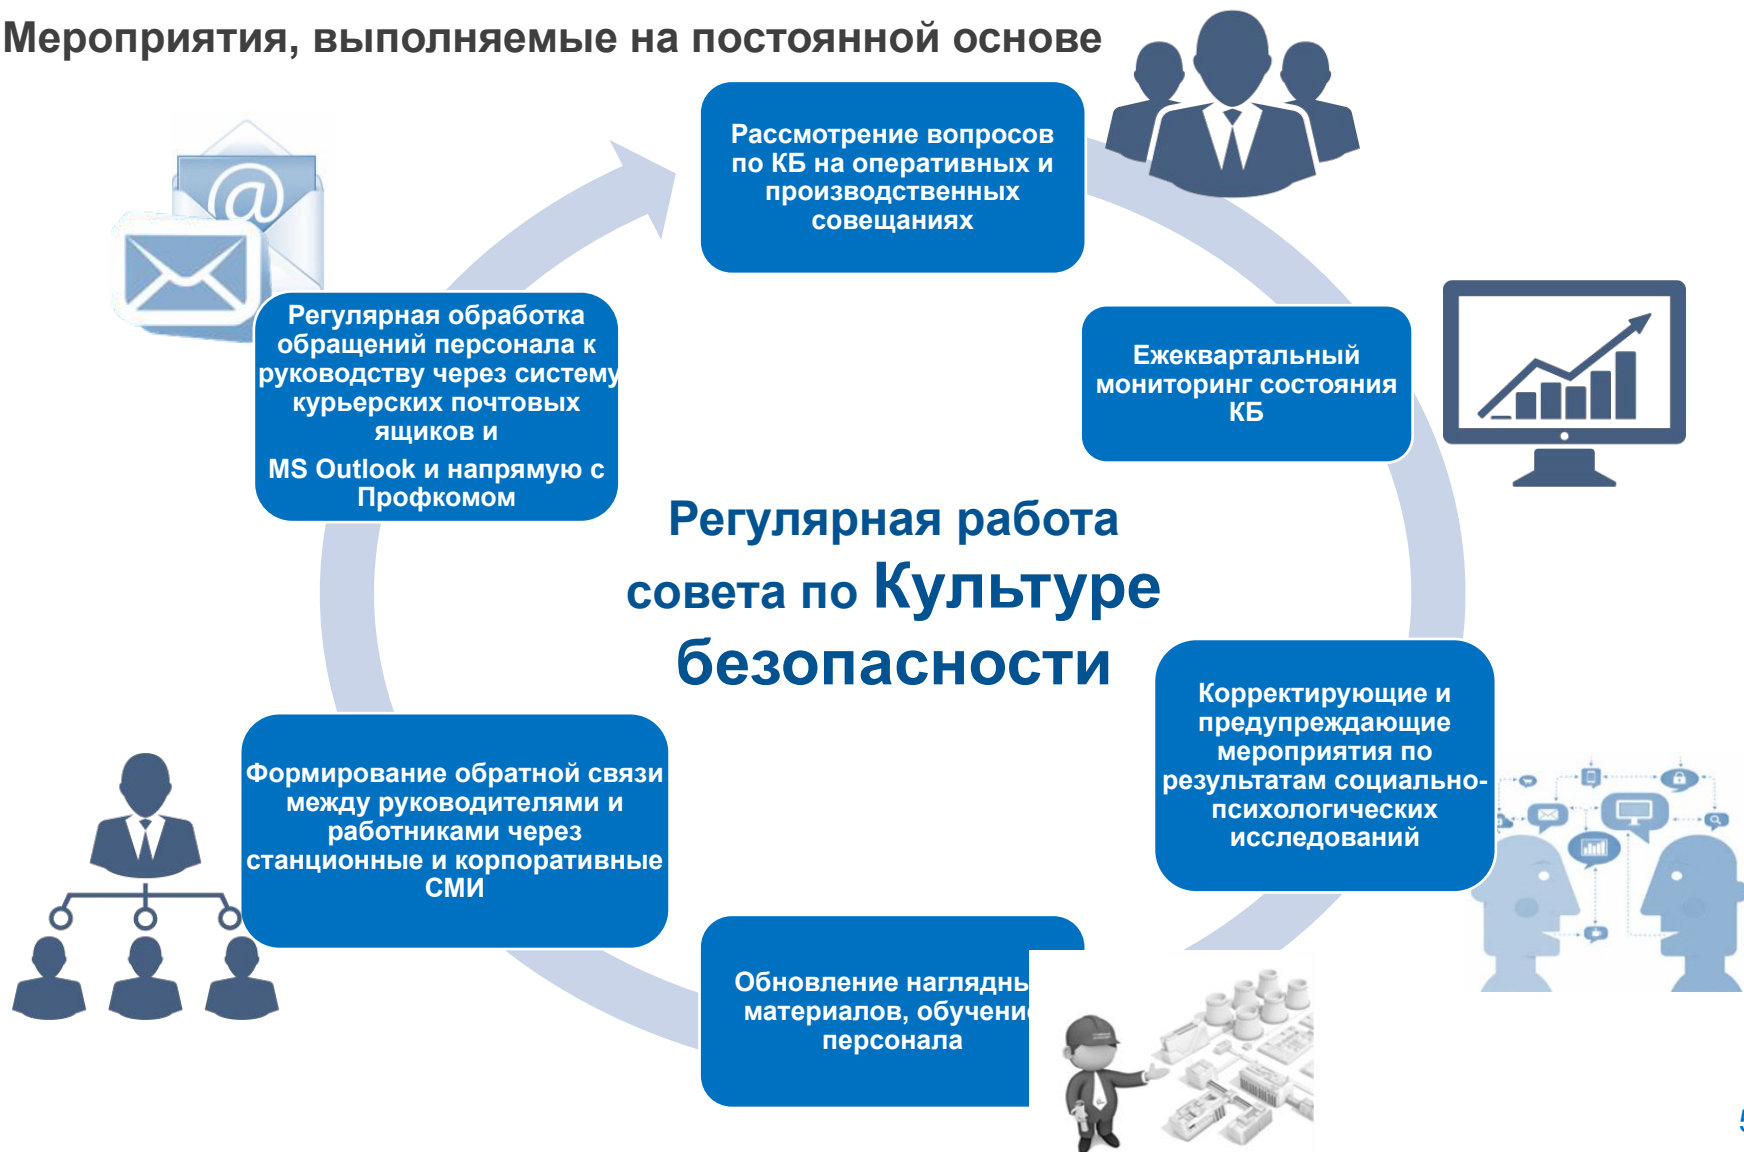 Мероприятия, выполняемые на постоянной основе
Рассмотрение вопросов
по КБ на оперативных и
производственных
совещаниях
Ежеквартальный
мониторинг состояния
КБ
Корректирующие и
предупреждающие
мероприятия по
результатам социально-
психологических
исследований
Обновление
материалов, обучение
персонала
Формирование обратной связи
между руководителями и
работниками через
станционные и корпоративные
СМИ
Регулярная обработка
обращений персонала к
руководству через систему
курьерских почтовых
ящиков и
MS Outlook и напрямую с
Профкомом
Регулярная работа
совета по Культуре
безопасности
5